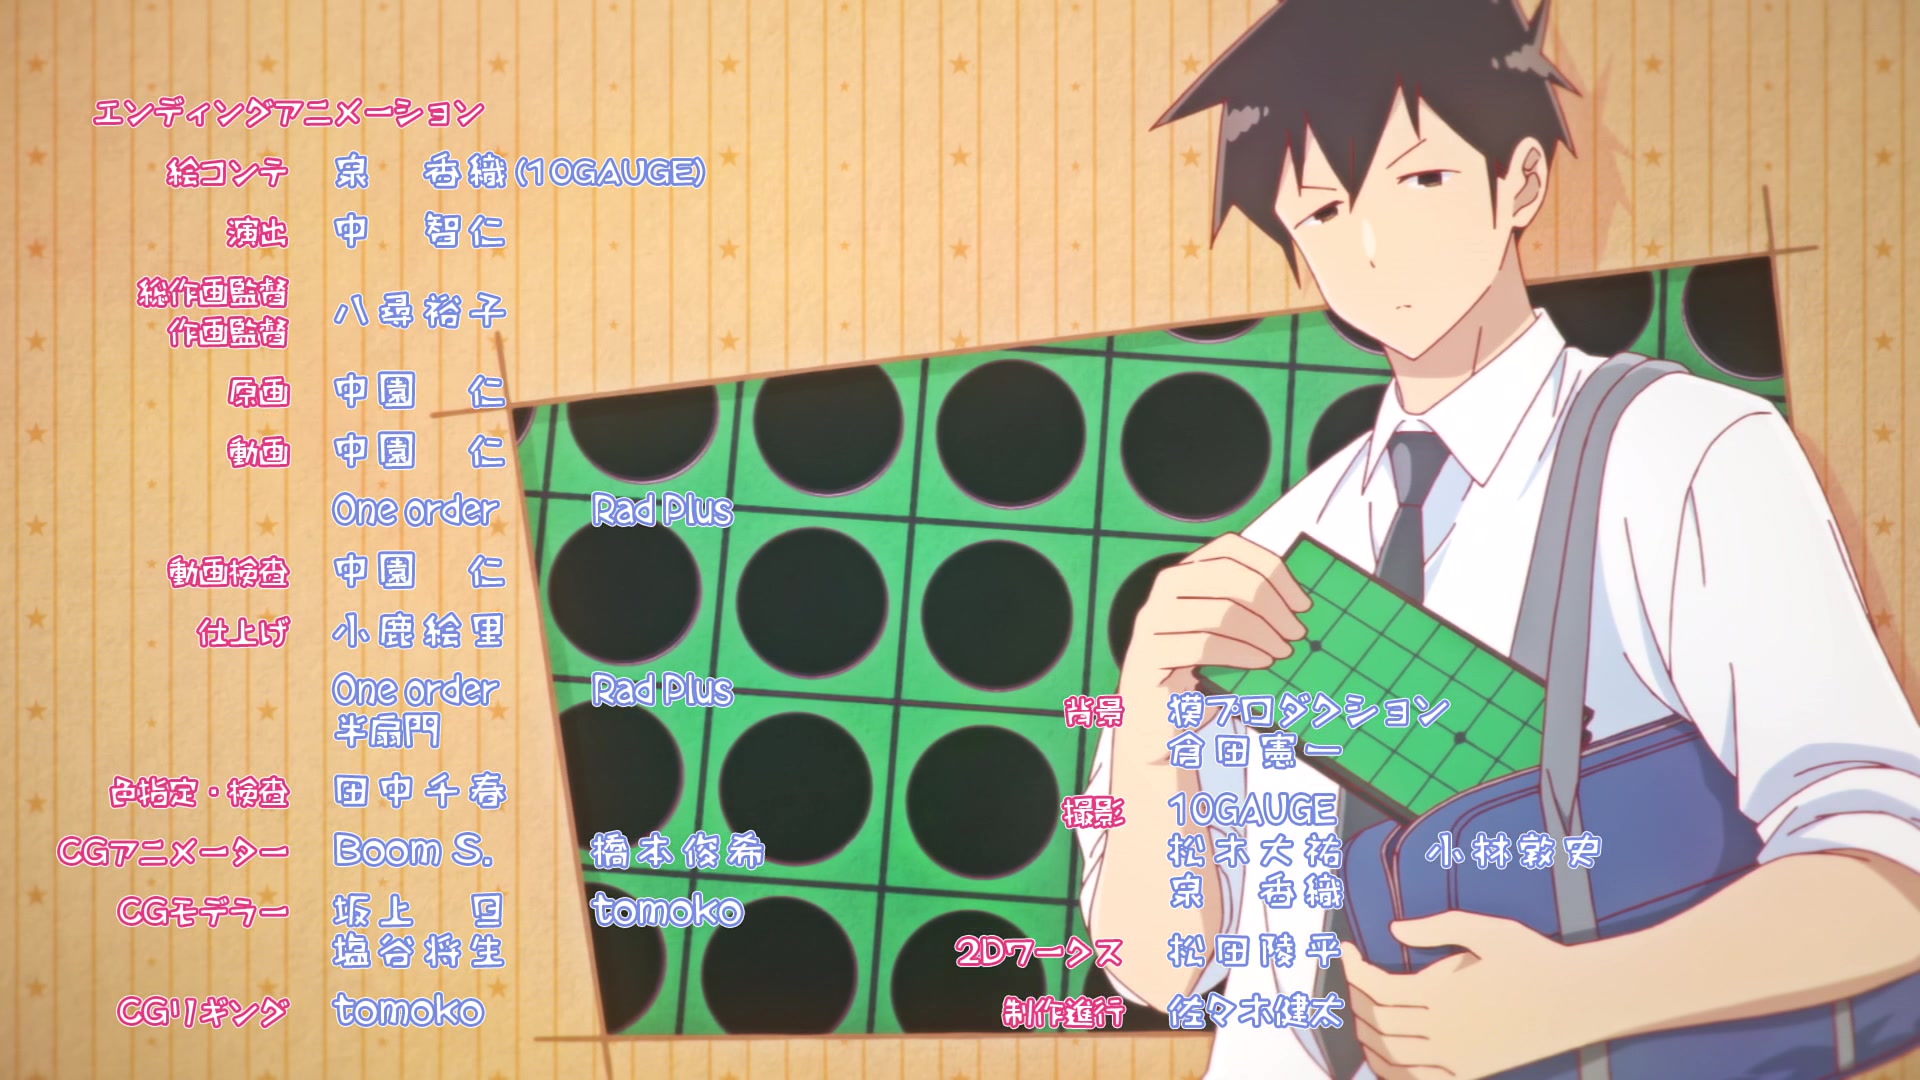 エンディングアニメーション
絵コンテ 泉 香織(10GAUGE)
演出 中 智仁
総作画監督
作画監督 八尋裕子
原画 中園 仁
動画 中園 仁
One order Rad Plus
動画検査 中園 仁
仕上げ 小鹿絵里
One order Rad Plus
半扇門
色指定・検査 田中千春
CGアニメーター Boom S. 橋本俊希
CGモデラー 坂上 旦 tomoko
塩谷将生
CGリギング tomoko
背景 獏プロダクション
倉田憲一
撮影 10GAUGE
松木大祐 小林敦史
泉 香織
2Dワークス 松田陵平
制作進行 佐々木健太